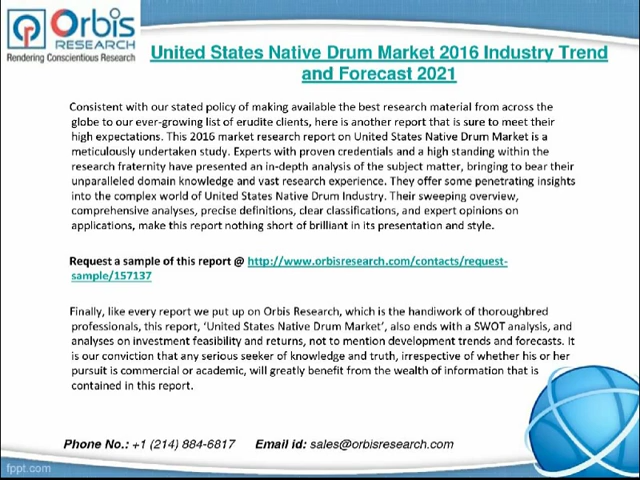 Orbis
RESEARCH
Rendering Conscientious Research
United States Native Drum Market 2016 Industry Trend
and Forecast 2021
Consistent with our stated policy of making available the best research material from across the
globe to our ever-growing list of erudite clients, here is another report that is sure to meet their
high expectations. This 2016 market research report on United States Native Drum Market is a
meticulously undertaken study. Experts with proven credentials and a high standing within the
research fraternity have presented an in-depth analysis of the subject matter, bringing to bear their
unparalleled domain knowledge and vast research experience. They offer some penetrating insights
into the complex world of United States Native Drum Industry. Their sweeping overview,
comprehensive analyses, precise definitions, clear classifications, and expert opinions on
applications, make this report nothing short of brilliant in its presentation and style.
Request a sample of this report @ http://www.orbisresearch.com/contacts/request-
sample/157137
Finally, like every report we put up on Orbis Research, which is the handiwork of thoroughbred
professionals, this report, ‘United States Native Drum Market’, also ends with a SWOT analysis, and
analyses on investment feasibility and returns, not to mention development trends and forecasts. It
is our conviction that any serious seeker of knowledge and truth, irrespective of whether his or her
pursuit is commercial or academic, will greatly benefit from the wealth of information that is
contained in this report.
Phone No.: +1 (214) 884-6817 Email id: sales@orbisresearch.com
fppt.com